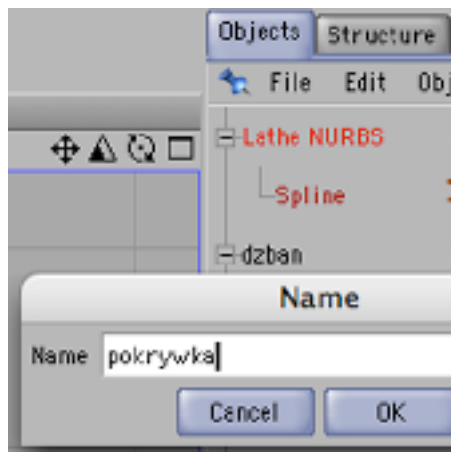 Objects Structure
File Edit Obj
Lathe NURBS
Spline
dzban
Name
Name pokrywka
Cancel OK